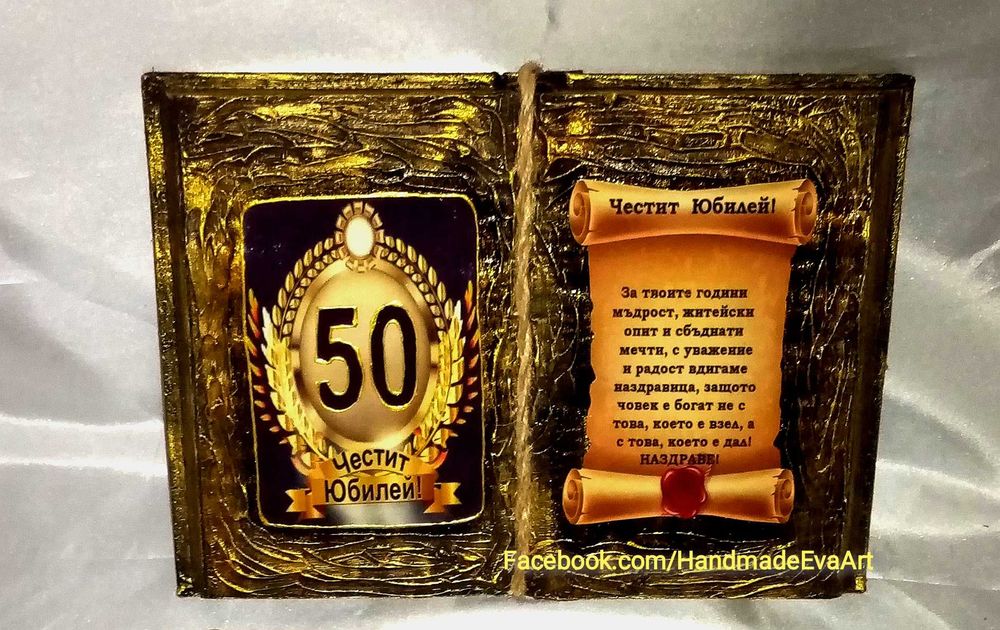 50
Честит
Юбилей!
Честит Юбилей!
За твоите години
мъдрост, житейски
опит и сбъднати
мечти, с уважение
и радост вдигаме
наздравица, защото
човек е богат не с
това, което е взел, а
с това, което е дал!
НАЗДРАВЕ!
Facebook.com/HandmadeEvaArt